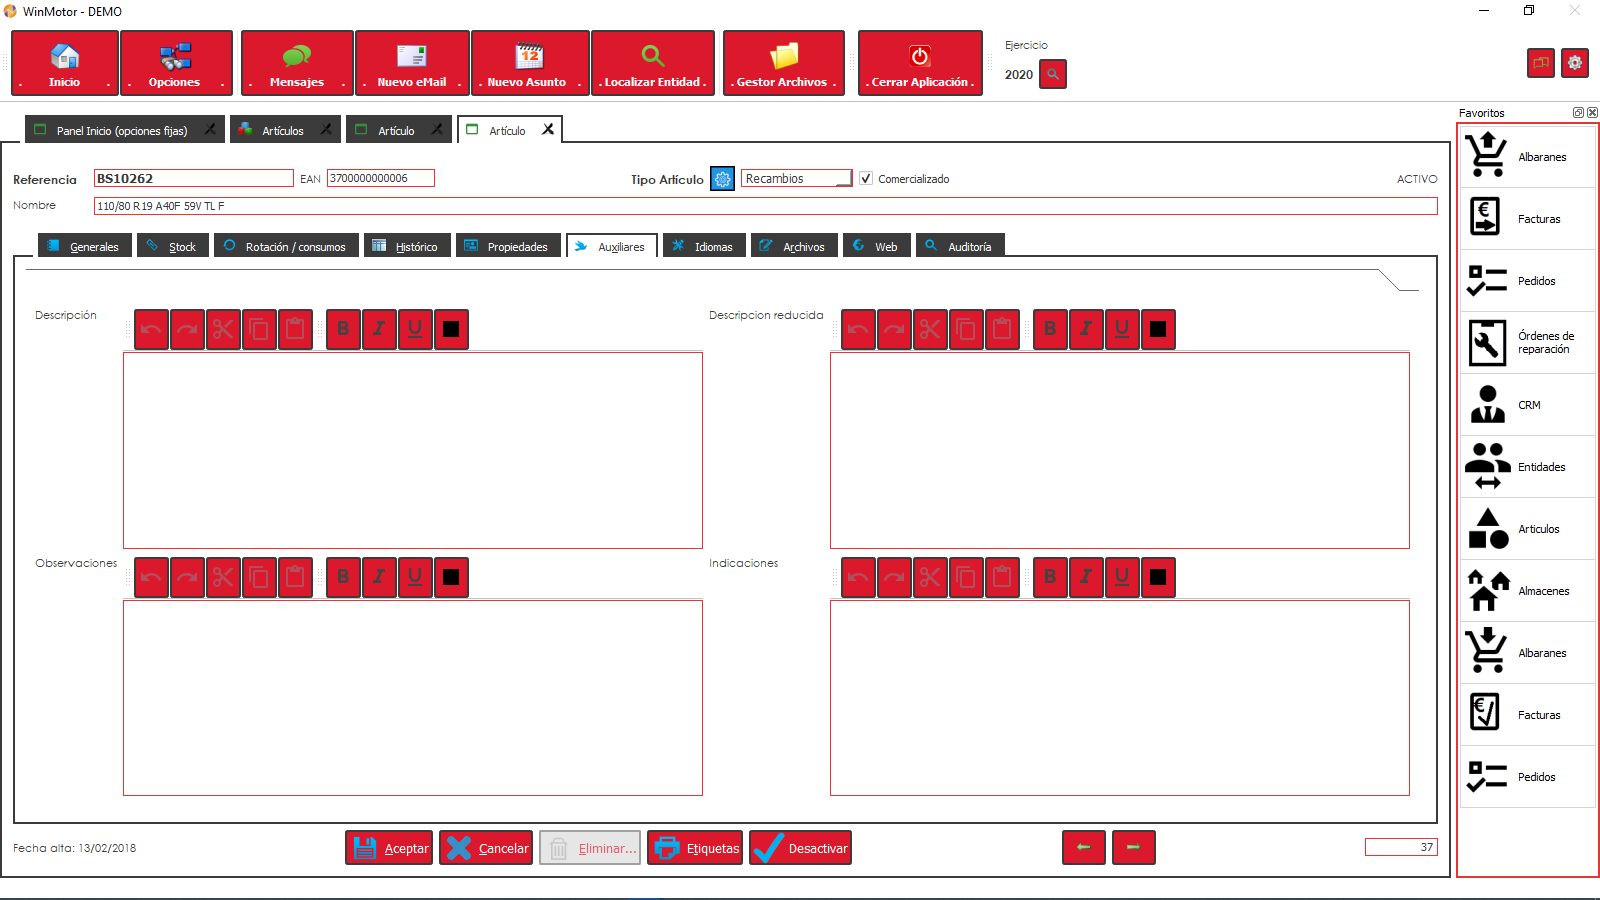 WinMotor - DEMO
. Inicio .
. Opciones .
. Mensajes .
. Nuevo eMail .
12
. Nuevo Asunto .
. Localizar Entidad .
. Gestor Archivos .
. Cerrar Aplicación .
Ejercicio
2020
Panel Inicio (opciones fijas)
Artículos
Artículo
Artículo
Favoritos
Referencia
BS10262
EAN
3700000000006
Tipo Artículo
Recambios
Comercializado
ACTIVO
Nombre
110/80 R19 A40F 59V TL F
Generales
Stock
Rotación / consumos
Histórico
Propiedades
Auxiliares
Idiomas
Archivos
Web
Auditoría
Descripción
B I U
Descripcion reducida
B I U
Observaciones
B I U
Indicaciones
B I U
Fecha alta: 13/02/2018
Aceptar
Cancelar
Eliminar...
Etiquetas
Desactivar
37
Albaranes
€
Facturas
Pedidos
Órdenes de
reparación
CRM
Entidades
Articulos
Almacenes
Albaranes
€
Facturas
Pedidos